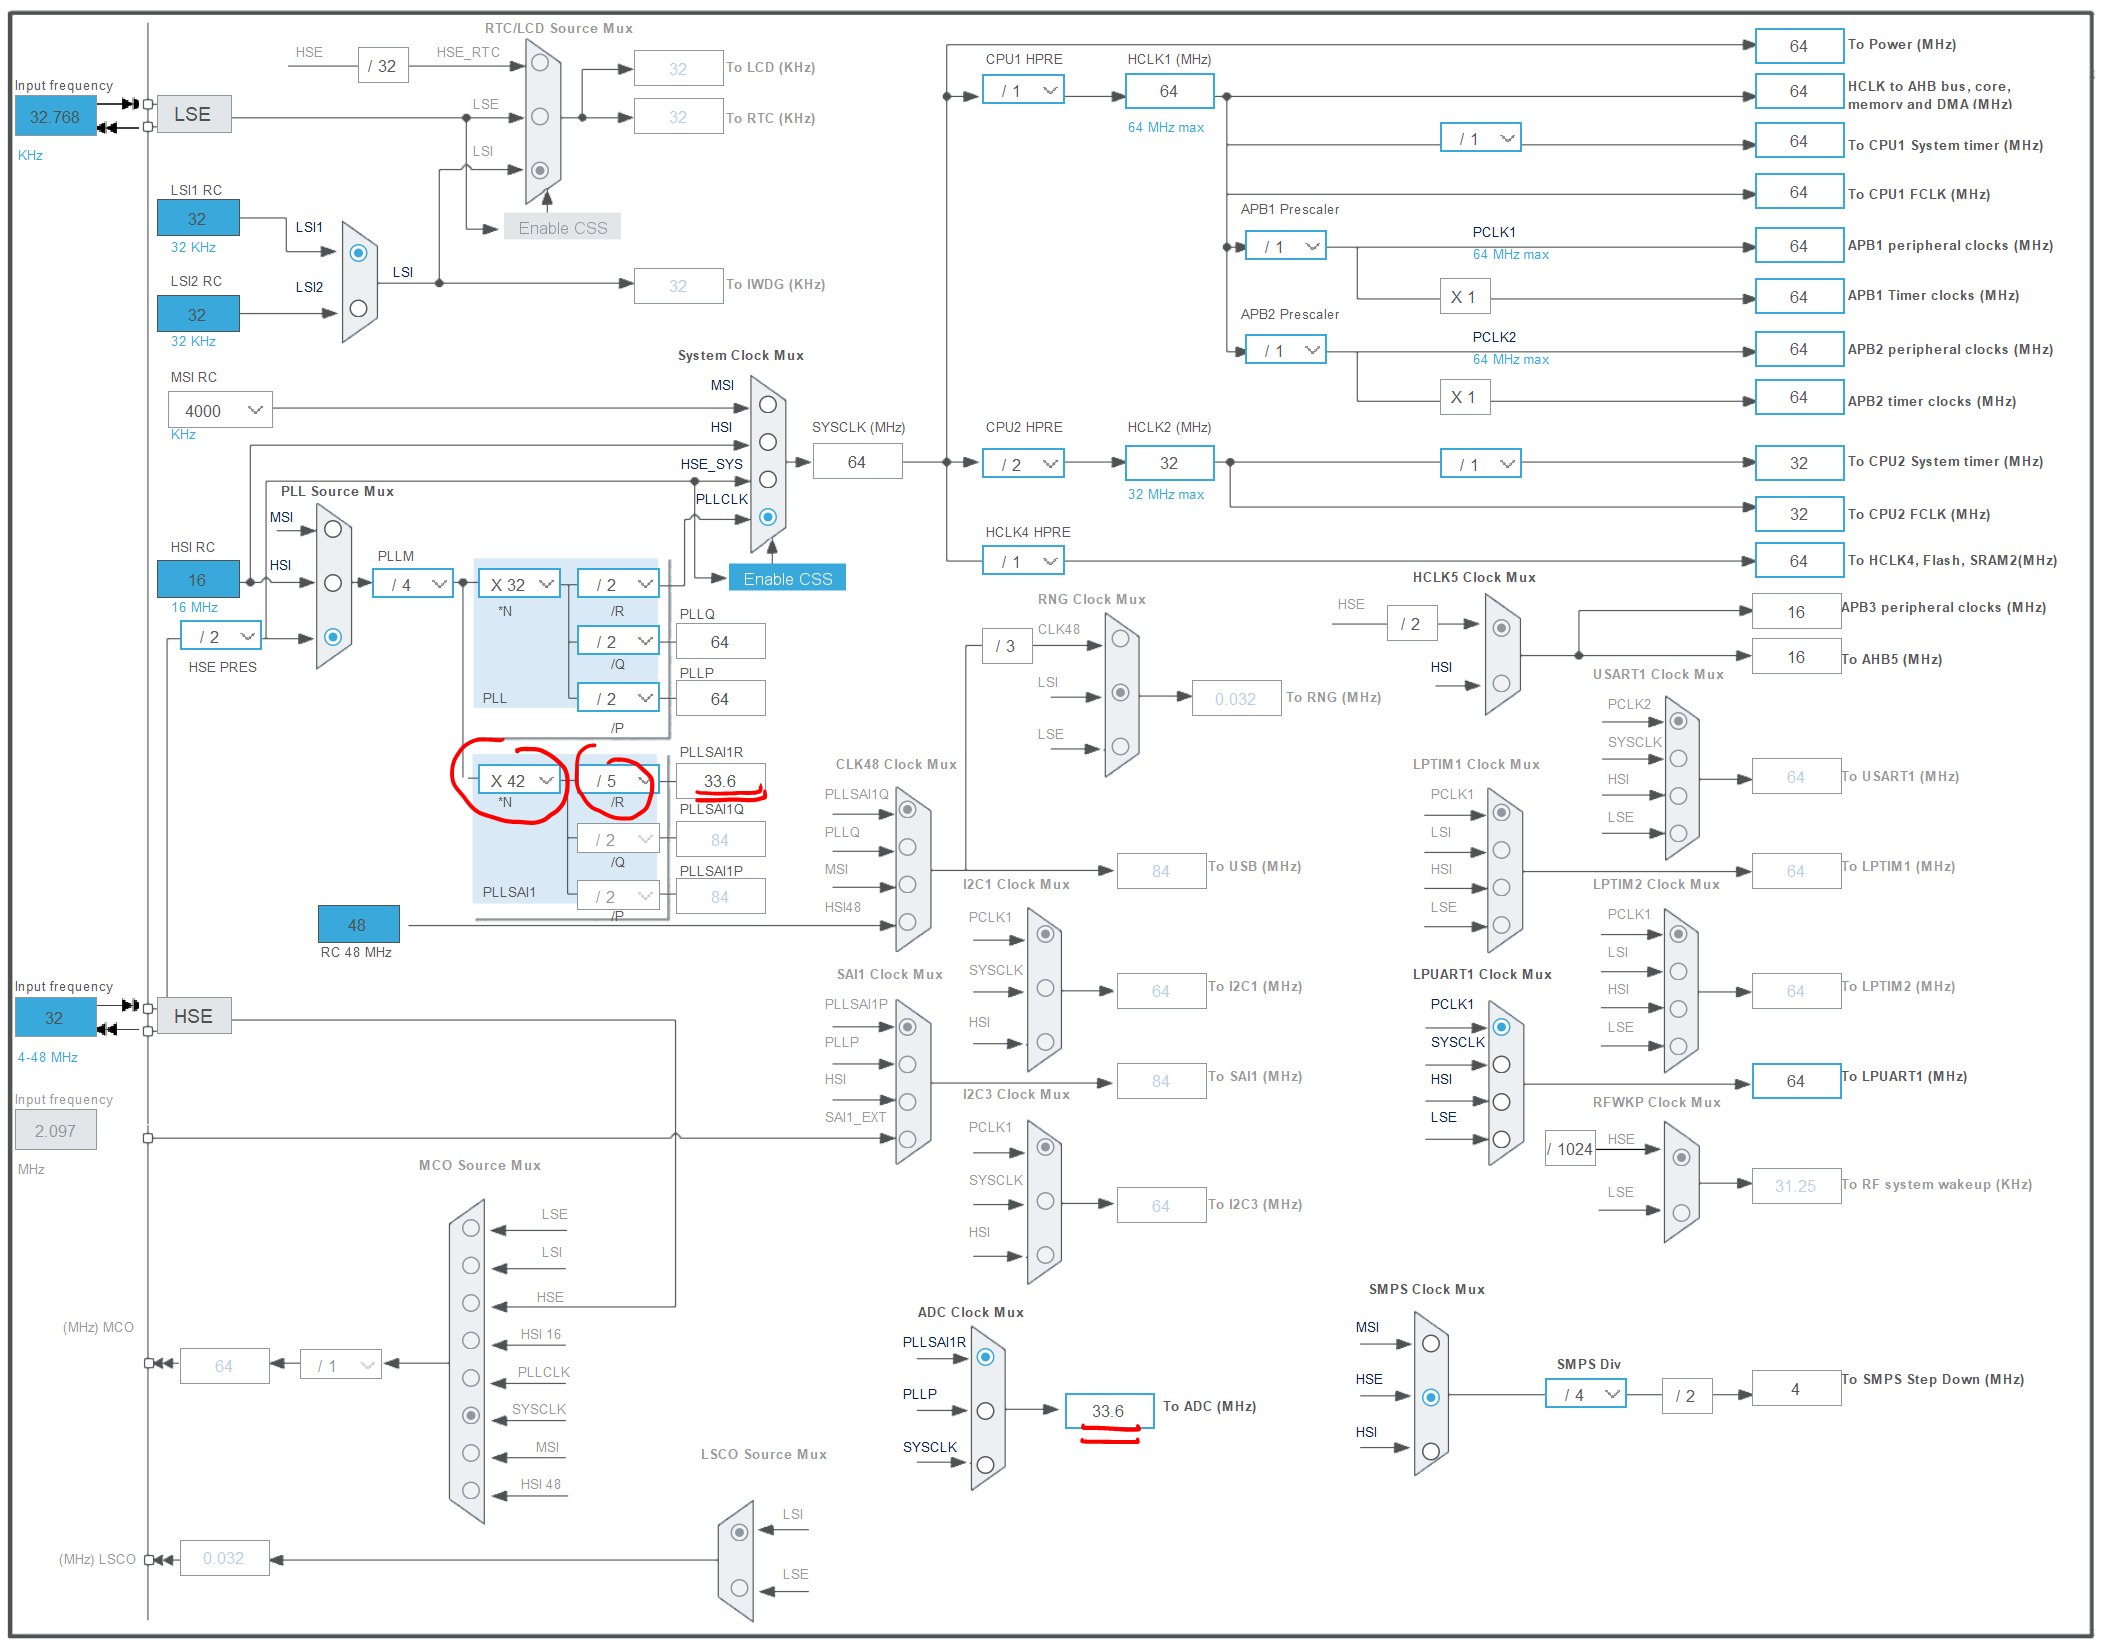 RTC/LCD Source Mux
HSE
/ 32
HSE_RTC
32
To LCD (KHz)
LSE
32
To RTC (KHz)
LSI
Enable CSS
Input frequency
32.768
KHz
LSE
LSI1 RC
32
32 KHz
LSI1
LSI2 RC
32
32 KHz
LSI2
LSI
32
To IWDG (KHz)
MSI RC
4000
KHz
System Clock Mux
MSI
HSI
HSE_SYS
PLLCLK
Enable CSS
SYSCLK (MHz)
64
PLL Source Mux
MSI
HSI
HSI RC
16
16 MHz
/ 2
HSE PRES
PLLM
/ 4
X 32
*N
/ 2
/R
PLLQ
/ 2
64
/Q
PLLP
/ 2
64
/P
PLL
PLLSAI1R
X 42
*N
/ 5
/R
33.6
PLLSAI1Q
/ 2
84
/Q
PLLSAI1P
/ 2
84
/P
PLLSAI1
48
RC 48 MHz
Input frequency
32
4-48 MHz
HSE
Input frequency
2.097
MHz
CPU1 HPRE
/ 1
HCLK1 (MHz)
64
64 MHz max
64
To Power (MHz)
64
HCLK to AHB bus, core,
memory and DMA (MHz)
/ 1
64
To CPU1 System timer (MHz)
64
To CPU1 FCLK (MHz)
APB1 Prescaler
/ 1
PCLK1
64 MHz max
64
APB1 peripheral clocks (MHz)
X 1
64
APB1 Timer clocks (MHz)
APB2 Prescaler
/ 1
PCLK2
64 MHz max
64
APB2 peripheral clocks (MHz)
X 1
64
APB2 timer clocks (MHz)
CPU2 HPRE
/ 2
HCLK2 (MHz)
32
32 MHz max
/ 1
32
To CPU2 System timer (MHz)
32
To CPU2 FCLK (MHz)
HCLK4 HPRE
/ 1
64
To HCLK4, Flash, SRAM2(MHz)
HCLK5 Clock Mux
HSE
/ 2
HSI
16
APB3 peripheral clocks (MHz)
16
To AHB5 (MHz)
RNG Clock Mux
/ 3
CLK48
LSI
LSE
0.032
To RNG (MHz)
CLK48 Clock Mux
PLLSAI1Q
PLLQ
MSI
HSI48
84
To USB (MHz)
USART1 Clock Mux
PCLK2
SYSCLK
HSI
LSE
64
To USART1 (MHz)
LPTIM1 Clock Mux
PCLK1
LSI
HSI
LSE
64
To LPTIM1 (MHz)
LPTIM2 Clock Mux
PCLK1
LSI
HSI
LSE
64
To LPTIM2 (MHz)
I2C1 Clock Mux
PCLK1
SYSCLK
HSI
64
To I2C1 (MHz)
SAI1 Clock Mux
PLLSAI1P
PLLP
HSI
SAI1_EXT
84
To SAI1 (MHz)
I2C3 Clock Mux
PCLK1
SYSCLK
HSI
64
To I2C3 (MHz)
LPUART1 Clock Mux
PCLK1
SYSCLK
HSI
LSE
64
To LPUART1 (MHz)
RFWKP Clock Mux
/ 1024
HSE
LSE
31.25
To RF system wakeup (KHz)
MCO Source Mux
LSE
LSI
HSE
HSI 16
PLLCLK
SYSCLK
MSI
HSI 48
(MHz) MCO
64
/ 1
ADC Clock Mux
PLLSAI1R
PLLP
SYSCLK
33.6
To ADC (MHz)
SMPS Clock Mux
MSI
HSE
HSI
SMPS Div
/ 4
/ 2
4
To SMPS Step Down (MHz)
LSCO Source Mux
LSI
LSE
(MHz) LSCO
0.032